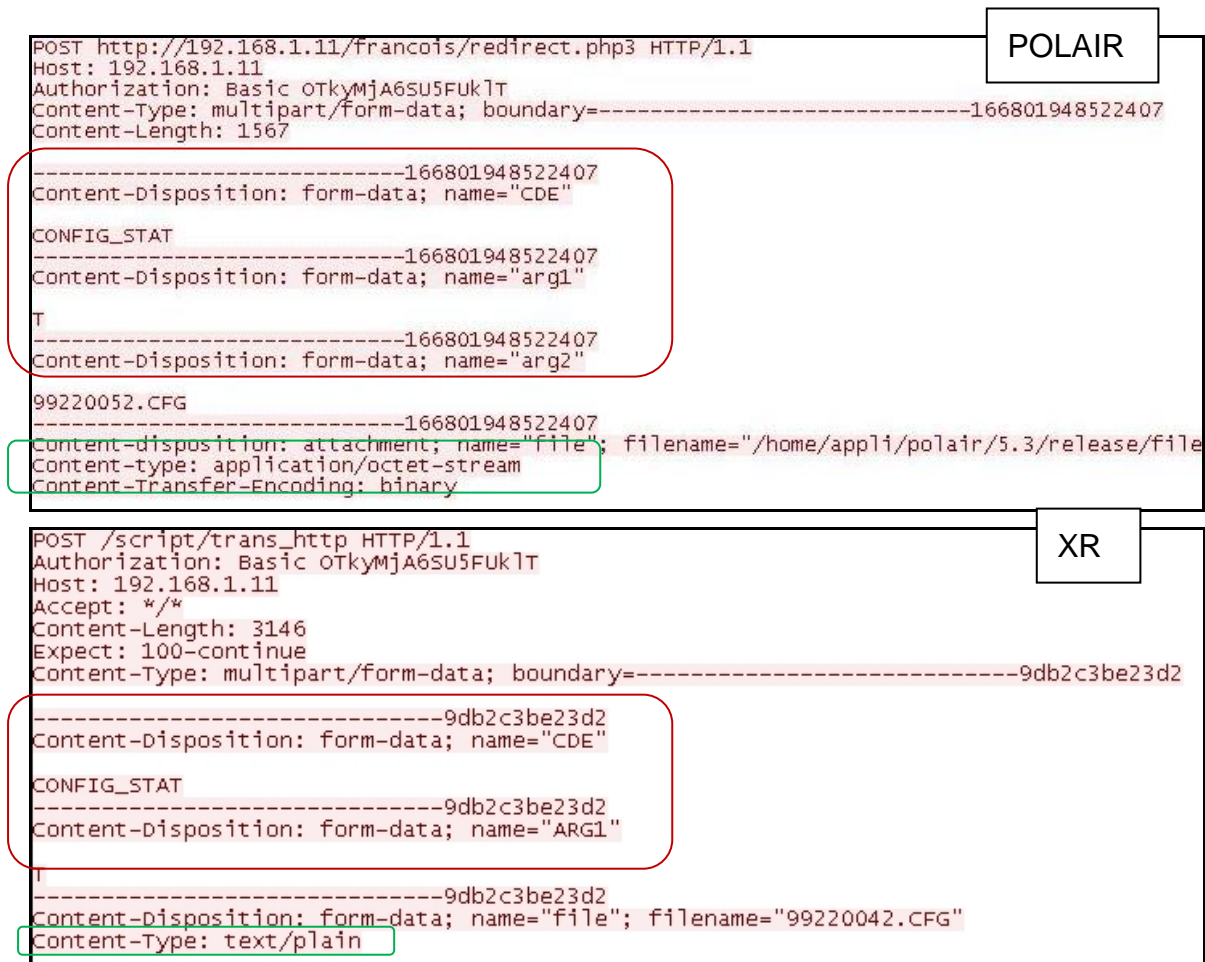 POLAIR
POST http://192.168.1.11/francois/redirect.php3 HTTP/1.1
Host: 192.168.1.11
Authorization: Basic OTkyMjA6SU5FUklT
Content-Type: multipart/form-data; boundary=-----------------------------166801948522407
Content-Length: 1567
-----------------------------166801948522407
Content-Disposition: form-data; name="CDE"
CONFIG_STAT
-----------------------------166801948522407
Content-Disposition: form-data; name="arg1"
T
-----------------------------166801948522407
Content-Disposition: form-data; name="arg2"
99220052.CFG
-----------------------------166801948522407
Content-disposition: attachment; name="file"; filename="/home/appli/polair/5.3/release/file
Content-type: application/octet-stream
Content-Transfer-Encoding: binary
XR
POST /script/trans_http HTTP/1.1
Authorization: Basic OTkyMjA6SU5FUklT
Host: 192.168.1.11
Accept: */*
Content-Length: 3146
Expect: 100-continue
Content-Type: multipart/form-data; boundary=----------------------------9db2c3be23d2
------------------------------9db2c3be23d2
Content-Disposition: form-data; name="CDE"
CONFIG_STAT
------------------------------9db2c3be23d2
Content-Disposition: form-data; name="ARG1"
T
------------------------------9db2c3be23d2
Content-Disposition: form-data; name="file"; filename="99220042.CFG"
Content-Type: text/plain